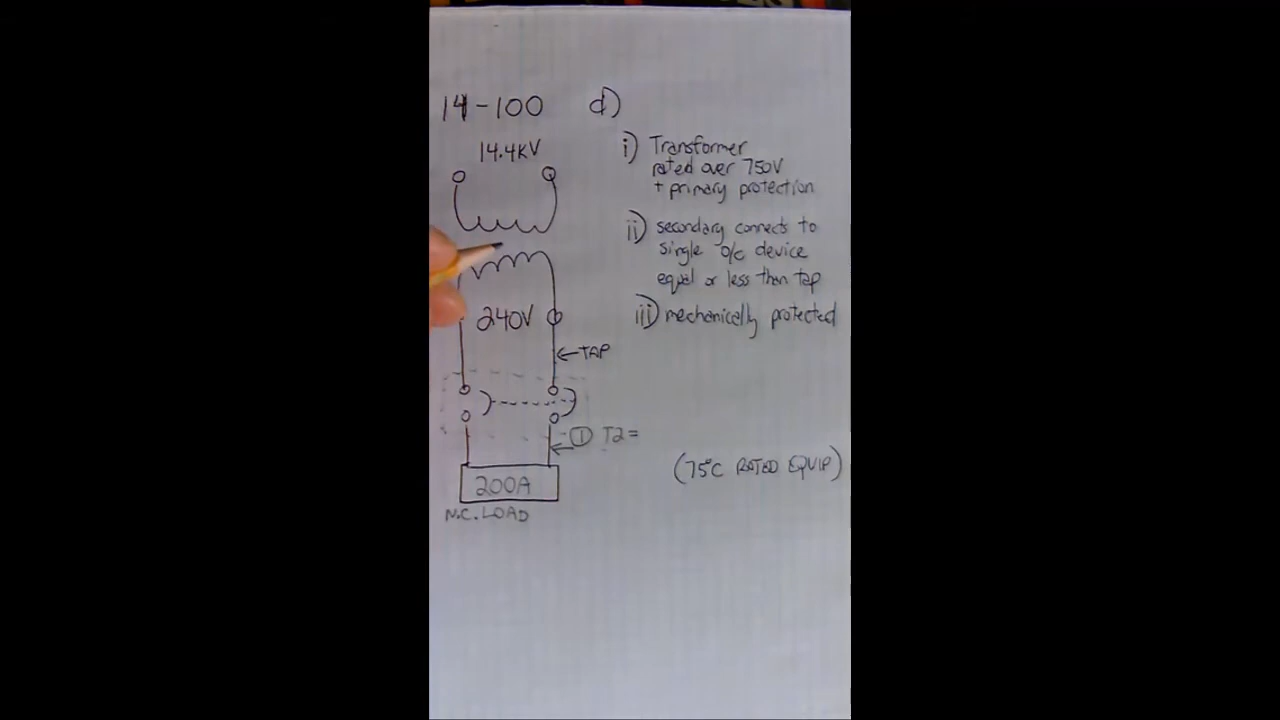 14-100 d)
14.4KV
i) Transformer
rated over 750V
+ primary protection
ii) secondary connects to
single o/c device
equal or less than tap
iii) mechanically protected
240V
←TAP
① T2=
(75°C RATED EQUIP)
200A
N.C. LOAD